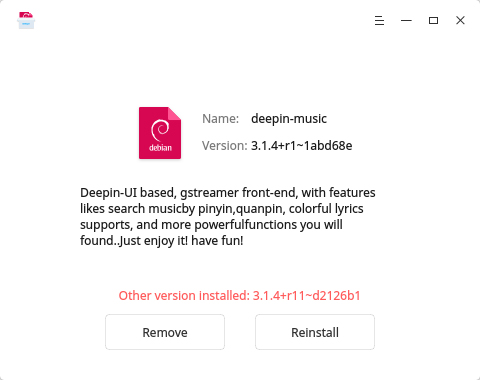 debian
Name: deepin-music
Version: 3.1.4+r1~1abd68e
Deepin-UI based, gstreamer front-end, with features
likes search musicby pinyin,quanpin, colorful lyrics
supports, and more powerfulfunctions you will
found..Just enjoy it! have fun!
Other version installed: 3.1.4+r11~d2126b1
Remove Reinstall